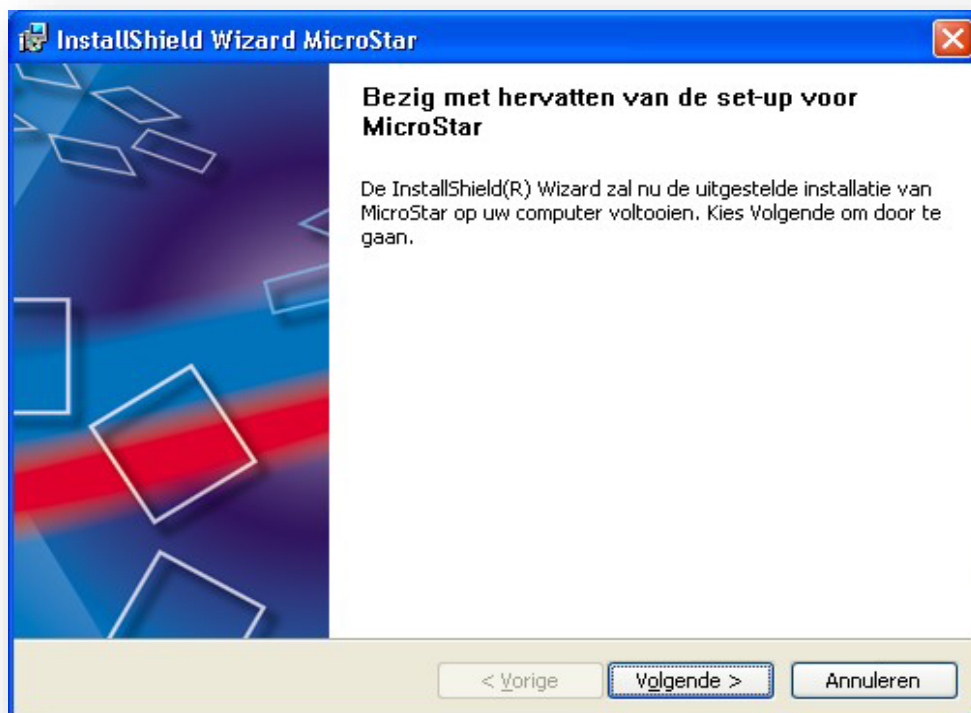 InstallShield Wizard MicroStar
Bezig met hervatten van de set-up voor
MicroStar
De InstallShield(R) Wizard zal nu de uitgestelde installatie van
MicroStar op uw computer voltooien. Kies Volgende om door te
gaan.
< Vorige
Volgende >
Annuleren